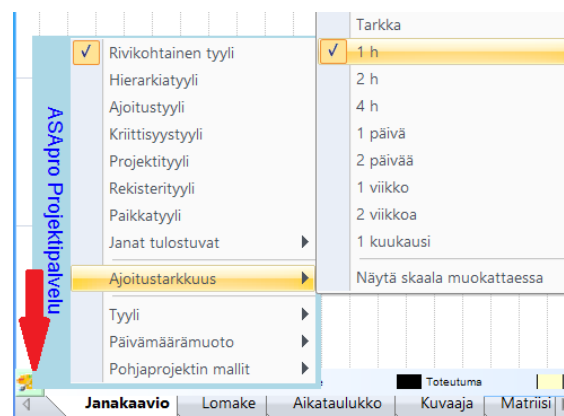 Tarkka
1 h
2 h
4 h
1 päivä
2 päivää
1 viikko
2 viikkoa
1 kuukausi
Näytä skaala muokattaessa
ASApro Projektipalvelu
Rivikohtainen tyyli
Hierarkiatyyli
Ajoitustyyli
Kriittisyystyyli
Projektityyli
Rekisterityyli
Paikkatyyli
Janat tulostuvat
Ajoitustarkkuus
Tyyli
Päivämäärämuoto
Pohjaprojektin mallit
Toteutuma
Janakaavio Lomake Aikataulukko Kuvaaja Matriisi